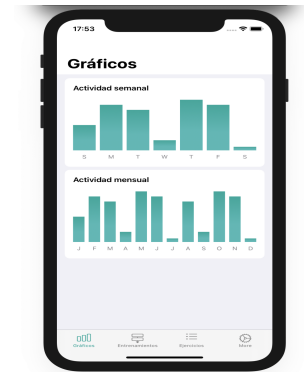 17:53
Gráficos
Actividad semanal
S M T W T F S
Actividad mensual
J F M A M J J A S O N D
Gráficos Entrenamientos Ejercicios More